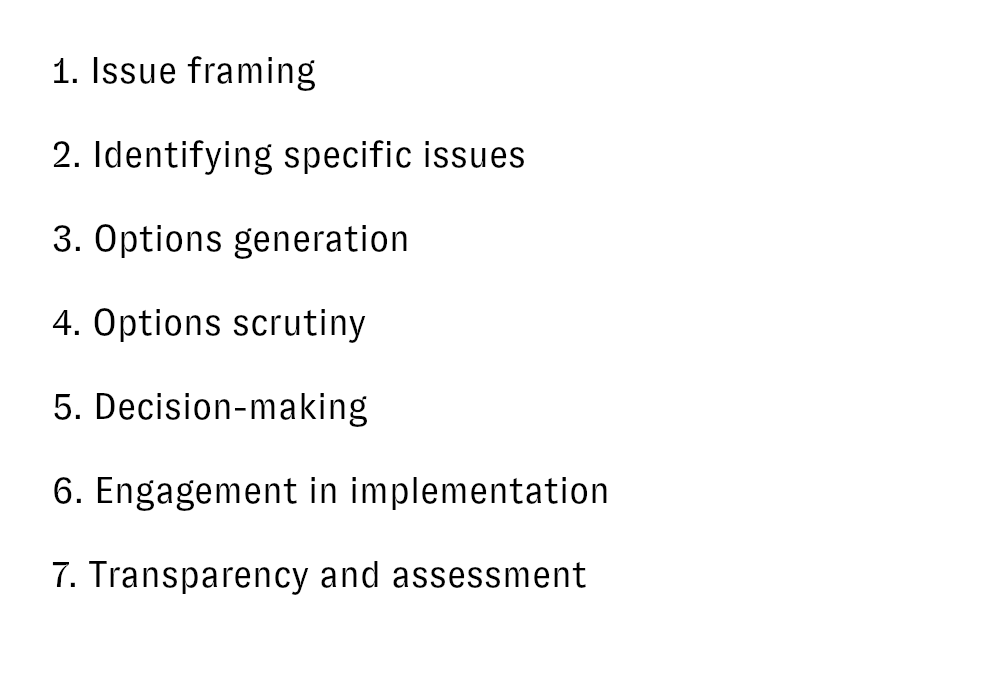 1. Issue framing
2. Identifying specific issues
3. Options generation
4. Options scrutiny
5. Decision-making
6. Engagement in implementation
7. Transparency and assessment